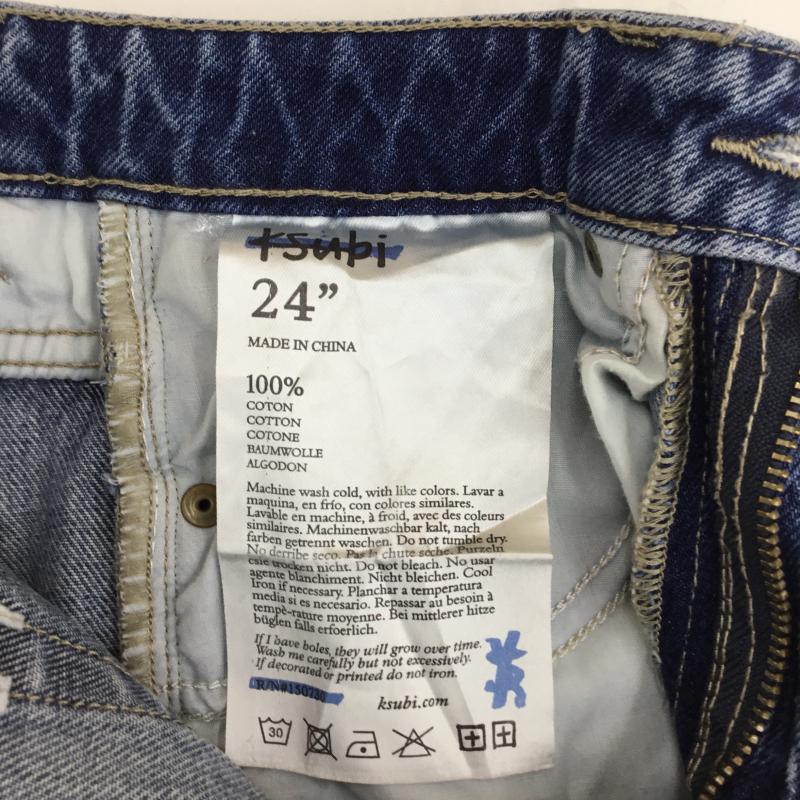 ksubi
24”
MADE IN CHINA
100%
COTON
COTTON
COTONE
BAUMWOLLE
ALGODON
Machine wash cold, with like colors. Lavar a
maquina, en frío, con colores similares.
Lavable en machine, à froid, avec des coleurs
similaires. Machinenwaschbar kalt, nach
farben getrennt waschen. Do not tumble dry.
No derribe seco. Pas la chute seche. Purzeln
csie trocken nicht. Do not bleach. No usar
agente blanchiment. Nicht bleichen. Cool
Iron if necessary. Planchar a temperatura
media si es necesario. Repassar au besoin à
tempè-rature moyenne. Bei mittlerer hitze
büglen falls erfoerlich.
If I have holes, they will grow over time.
Wash me carefully but not excessively.
If decorated or printed do not iron.
ksubi.com
30